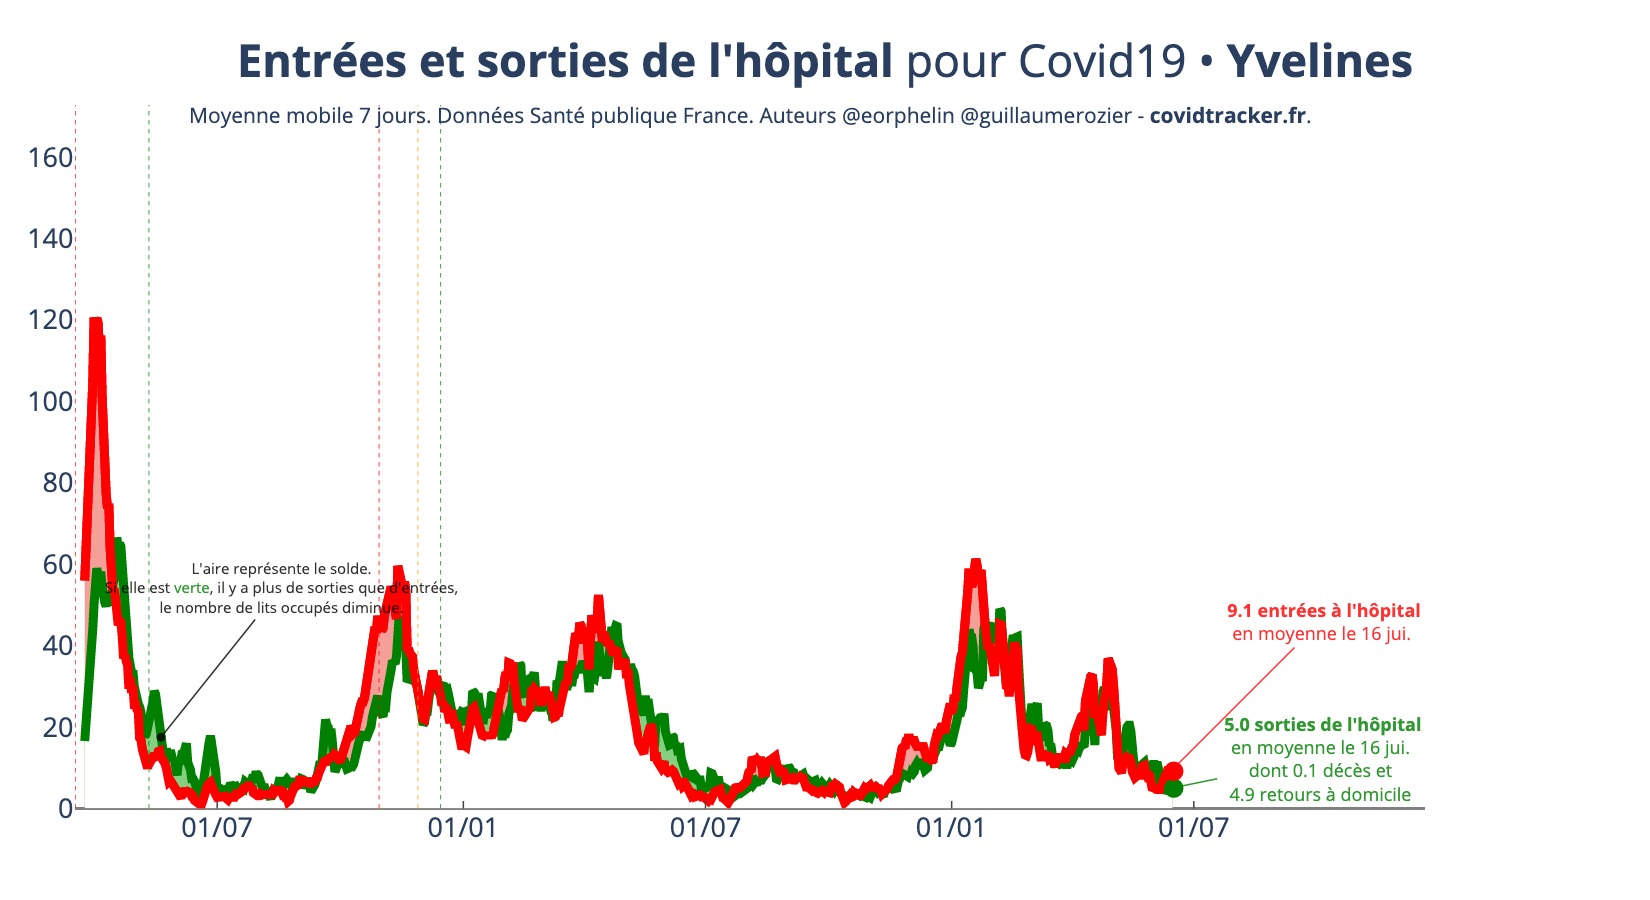 Entrées et sorties de l'hôpital pour Covid19 • Yvelines
Moyenne mobile 7 jours. Données Santé publique France. Auteurs @eorphelin @guillaumerozier - covidtracker.fr.
160
140
120
100
80
60
40
20
0
L'aire représente le solde.
Si elle est verte, il y a plus de sorties que d'entrées,
le nombre de lits occupés diminue.
9.1 entrées à l'hôpital
en moyenne le 16 jui.
5.0 sorties de l'hôpital
en moyenne le 16 jui.
dont 0.1 décès et
4.9 retours à domicile
01/07
01/01
01/07
01/01
01/07